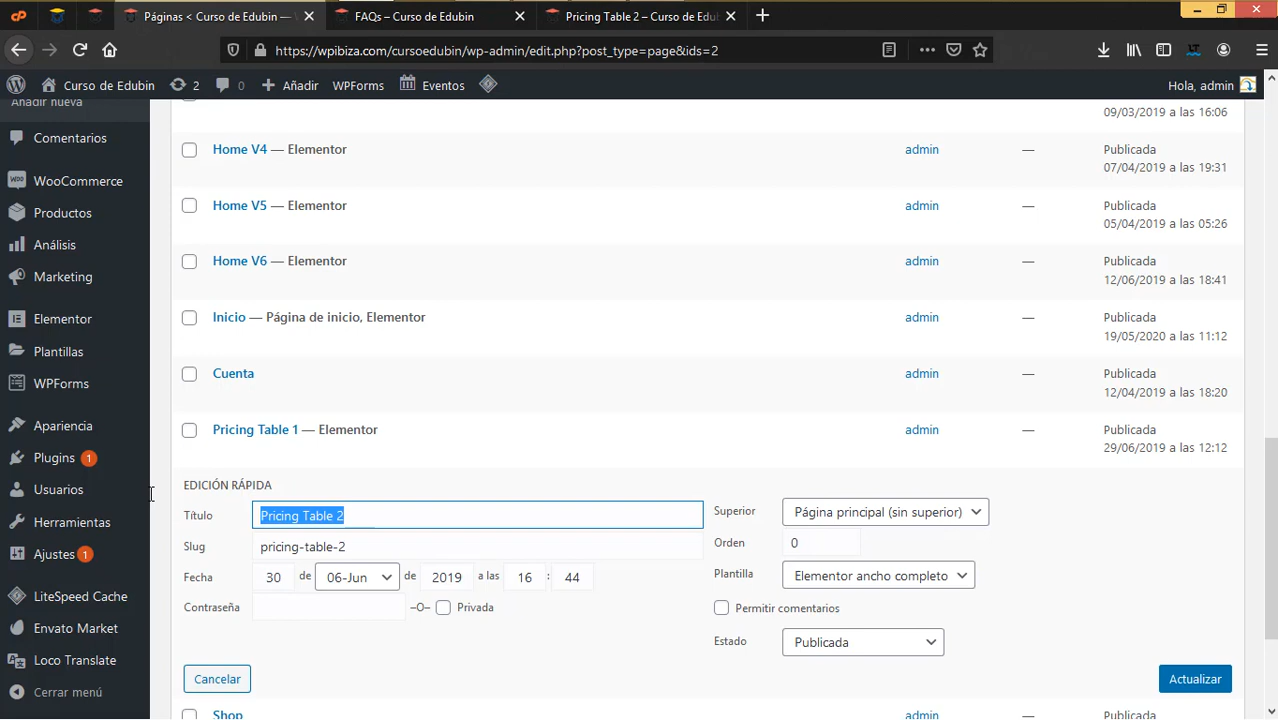 Páginas < Curso de Edubin —
FAQs – Curso de Edubin
Pricing Table 2 – Curso de Edub
https://wpibiza.com/cursoedubin/wp-admin/edit.php?post_type=page&ids=2
Curso de Edubin
2
0
Añadir
WPForms
Eventos
Hola, admin
Añadir nueva
Comentarios
WooCommerce
Productos
Análisis
Marketing
Elementor
Plantillas
WPForms
Apariencia
Plugins 1
Usuarios
Herramientas
Ajustes 1
LiteSpeed Cache
Envato Market
Loco Translate
Cerrar menú
09/03/2019 a las 16:06
Home V4 — Elementor admin — Publicada
07/04/2019 a las 19:31
Home V5 — Elementor admin — Publicada
05/04/2019 a las 05:26
Home V6 — Elementor admin — Publicada
12/06/2019 a las 18:41
Inicio — Página de inicio, Elementor admin — Publicada
19/05/2020 a las 11:12
Cuenta admin — Publicada
12/04/2019 a las 18:20
Pricing Table 1 — Elementor admin — Publicada
29/06/2019 a las 12:12
EDICIÓN RÁPIDA
Título Pricing Table 2
Slug pricing-table-2
Fecha 30 de 06-Jun de 2019 a las 16 : 44
Contraseña –O– Privada
Superior Página principal (sin superior)
Orden 0
Plantilla Elementor ancho completo
Permitir comentarios
Estado Publicada
Cancelar
Actualizar
Shop admin — Publicada